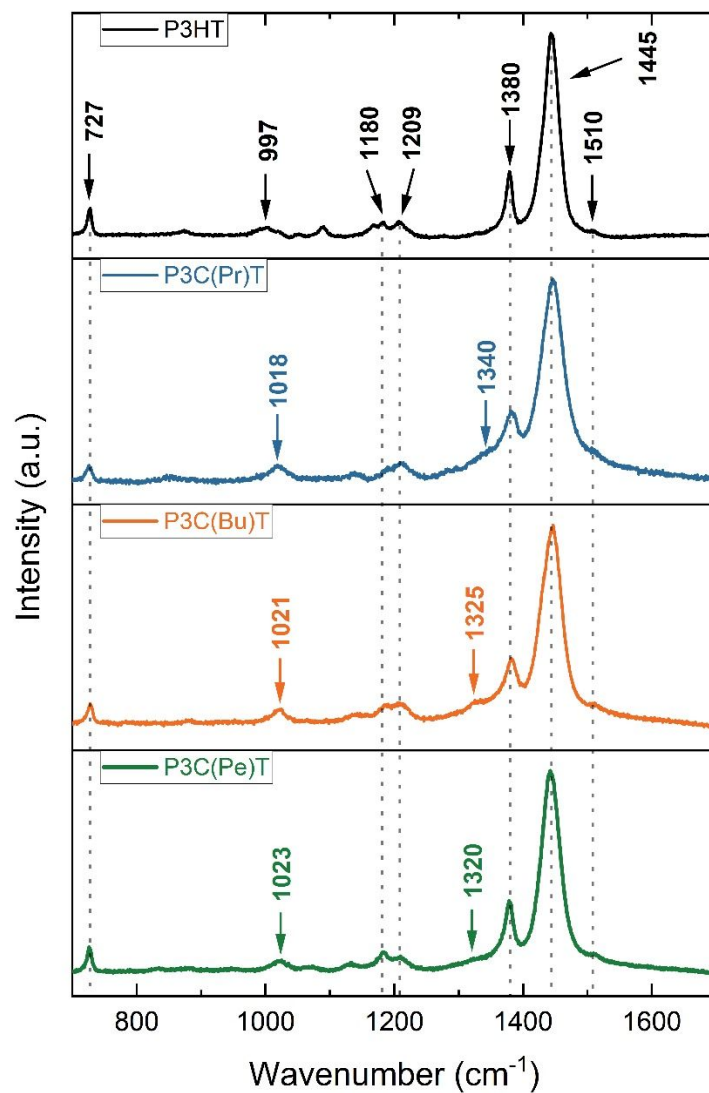 P3HT
727
997
1180
1209
1380
1445
1510
P3C(Pr)T
1018
1340
P3C(Bu)T
1021
1325
P3C(Pe)T
1023
1320
Intensity (a.u.)
800 1000 1200 1400 1600
Wavenumber (cm⁻¹)